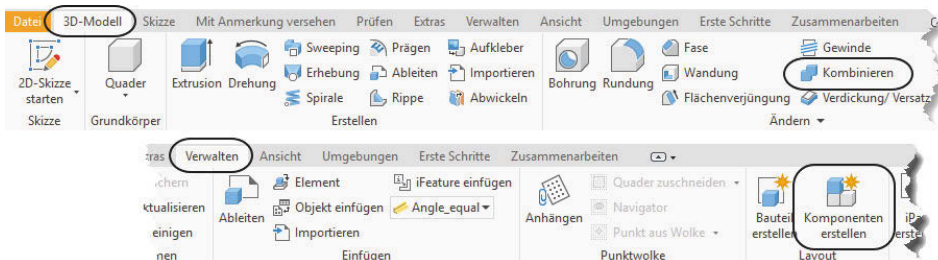 Datei 3D-Modell Skizze Mit Anmerkung versehen Prüfen Extras Verwalten Ansicht Umgebungen Erste Schritte Zusammenarbeiten
Sweeping Prägen Aufkleber Fase Gewinde
2D-Skizze starten Quader Extrusion Drehung Erhebung Ableiten Importieren Bohrung Rundung Wandung Kombinieren
Spirale Rippe Abwickeln Flächenverjüngung Verdickung/ Versatz
Skizze Grundkörper Erstellen Ändern
Verwalten Ansicht Umgebungen Erste Schritte Zusammenarbeiten
Element iFeature einfügen Quader zuschneiden
Ableiten Objekt einfügen Angle_equal Anhängen Navigator Bauteil erstellen Komponenten erstellen
Importieren Punkt aus Wolke
Einfügen Punktwolke Layout